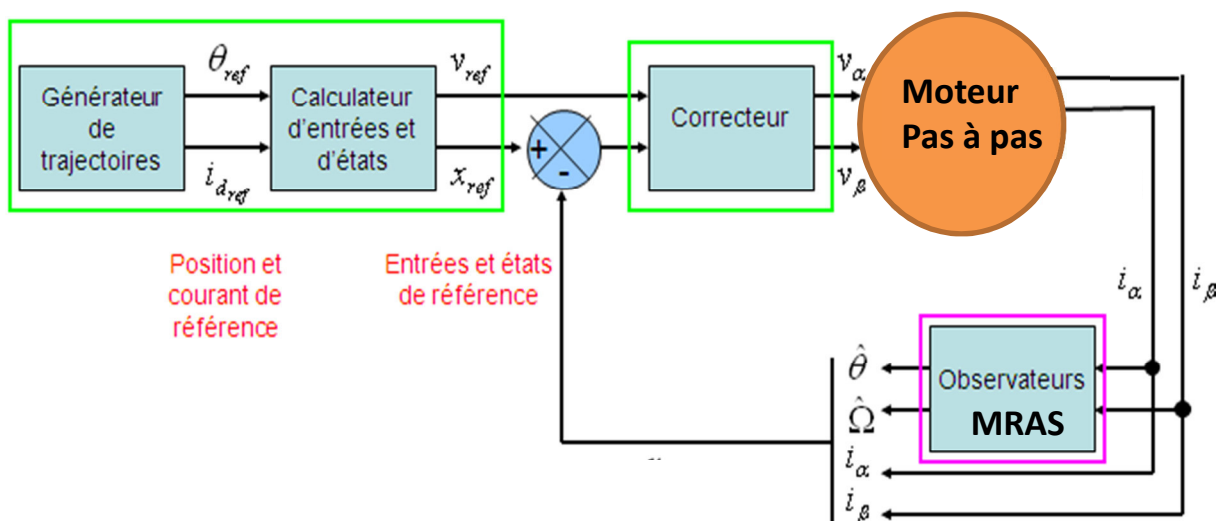 Générateur
de
trajectoires
θref
idref
Calculateur
d'entrées et
d'états
vref
xref
+
-
Correcteur
vα
vβ
Moteur
Pas à pas
Position et
courant de
référence
Entrées et états
de référence
iα
iβ
Observateurs
MRAS
θ̂
Ω̂
iα
iβ